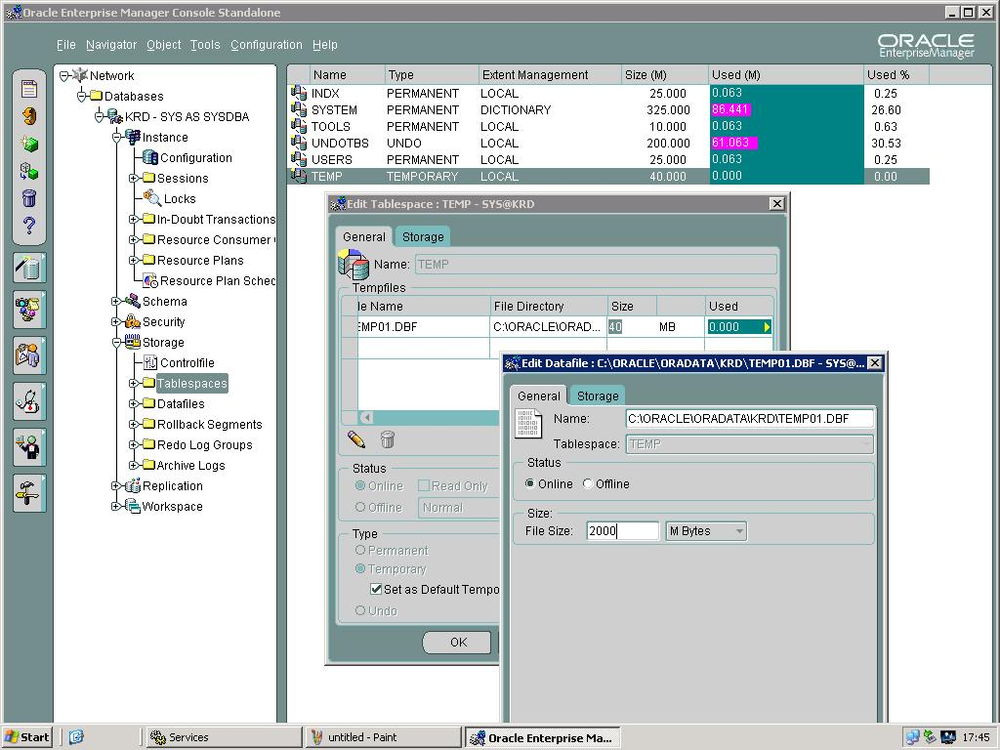 Oracle Enterprise Manager Console Standalone
File Navigator Object Tools Configuration Help
ORACLE
EnterpriseManager
Network
Databases
KRD - SYS AS SYSDBA
Instance
Configuration
Sessions
Locks
In-Doubt Transactions
Resource Consumer
Resource Plans
Resource Plan Sched
Schema
Security
Storage
Controlfile
Tablespaces
Datafiles
Rollback Segments
Redo Log Groups
Archive Logs
Replication
Workspace
Name Type Extent Management Size (M) Used (M) Used %
INDX PERMANENT LOCAL 25.000 0.063 0.25
SYSTEM PERMANENT DICTIONARY 325.000 86.441 26.60
TOOLS PERMANENT LOCAL 10.000 0.063 0.63
UNDOTBS UNDO LOCAL 200.000 61.063 30.53
USERS PERMANENT LOCAL 25.000 0.063 0.25
TEMP TEMPORARY LOCAL 40.000 0.000 0.00
Edit Tablespace : TEMP - SYS@KRD
General Storage
Name: TEMP
Tempfiles
le Name File Directory Size Used
EMP01.DBF C:\ORACLE\ORAD... 40 MB 0.000
Status
Online Read Only
Offline Normal
Type
Permanent
Temporary
Set as Default Tempo
Undo
OK
Edit Datafile : C:\ORACLE\ORADATA\KRD\TEMP01.DBF - SYS@...
General Storage
Name: C:\ORACLE\ORADATA\KRD\TEMP01.DBF
Tablespace: TEMP
Status
Online Offline
Size:
File Size: 2000 M Bytes
Start Services untitled - Paint Oracle Enterprise Ma... 17:45